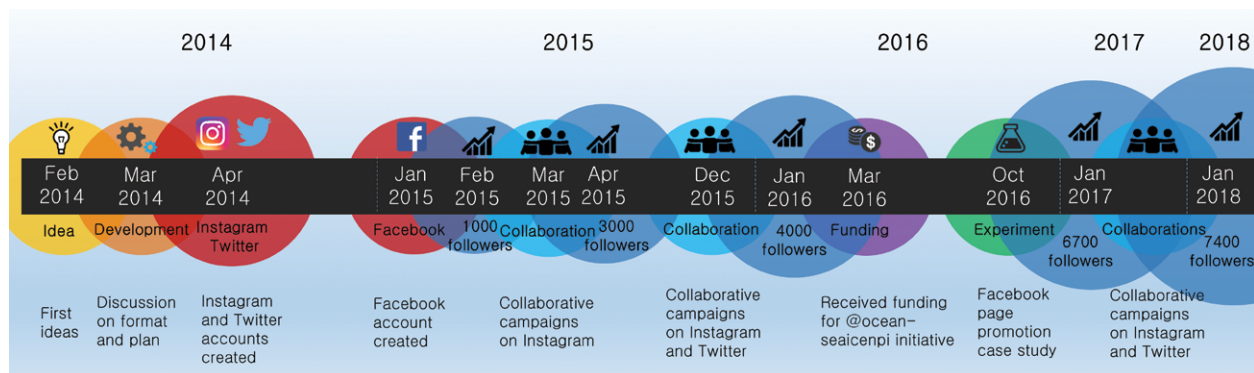 2014
2015
2016
2017
2018
Feb
2014
Mar
2014
Apr
2014
Jan
2015
Feb
2015
Mar
2015
Apr
2015
Dec
2015
Jan
2016
Mar
2016
Oct
2016
Jan
2017
Jan
2018
Idea
Development
Instagram
Twitter
Facebook
1000
followers
Collaboration
3000
followers
Collaboration
4000
followers
Funding
Experiment
6700
followers
Collaborations
7400
followers
First
ideas
Discussion
on format
and plan
Instagram
and Twitter
accounts
created
Facebook
account
created
Collaborative
campaigns
on Instagram
Collaborative
campaigns
on Instagram
and Twitter
Received funding
for @ocean-
seaicenpi initiative
Facebook
page
promotion
case study
Collaborative
campaigns
on Instagram
and Twitter